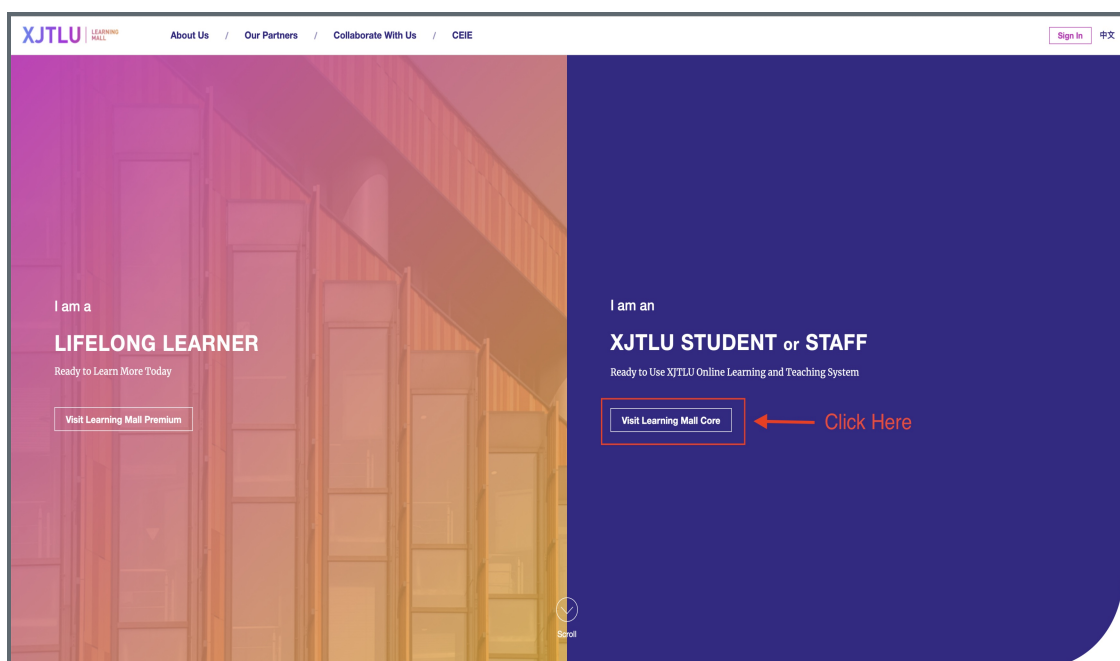 XJTLU LEARNING MALL
About Us / Our Partners / Collaborate With Us / CEIE
Sign In 中文
I am a
LIFELONG LEARNER
Ready to Learn More Today
Visit Learning Mall Premium
I am an
XJTLU STUDENT or STAFF
Ready to Use XJTLU Online Learning and Teaching System
Visit Learning Mall Core
Click Here
Scroll